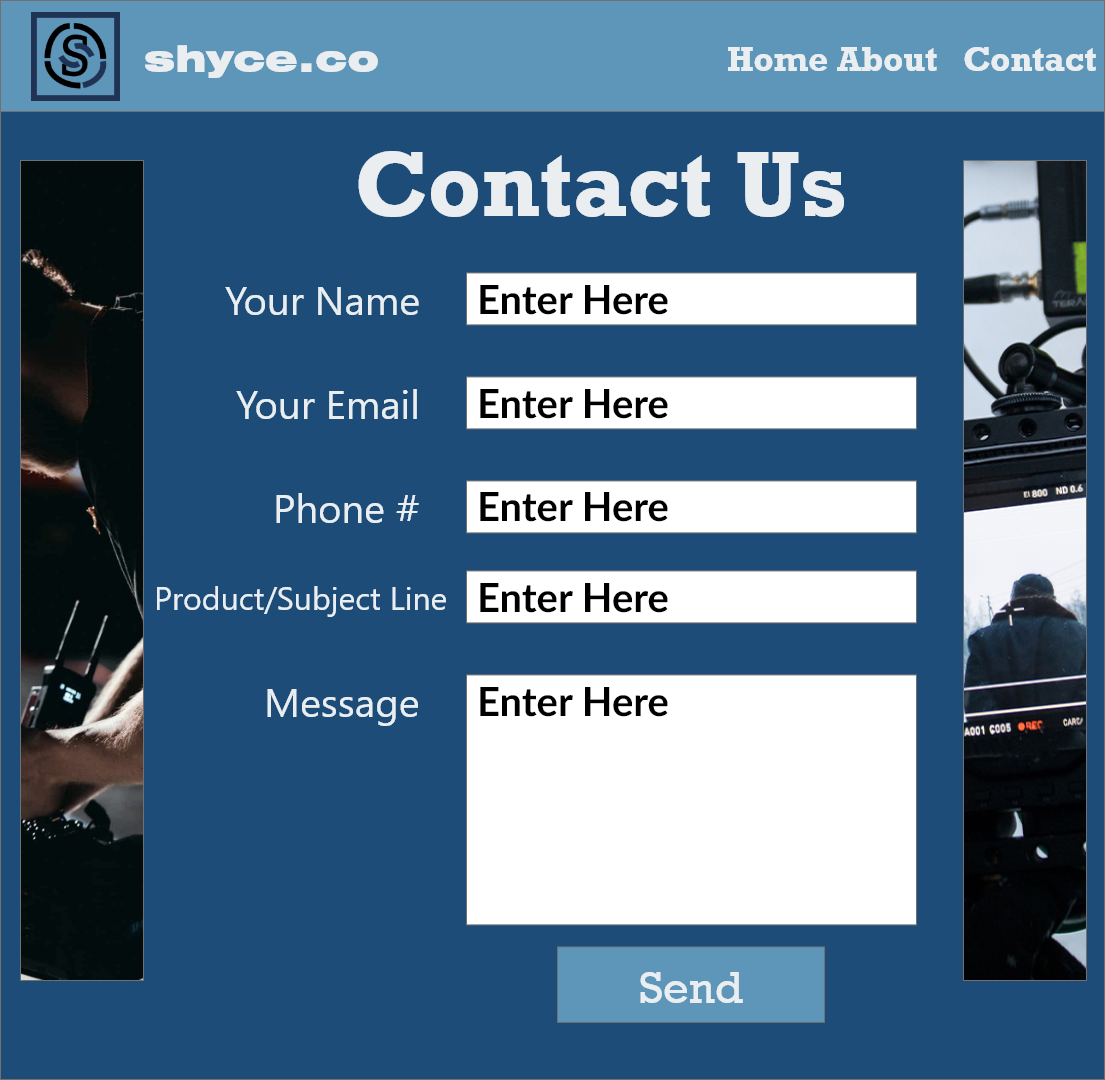 S
shyce.co
Home About Contact
Contact Us
Your Name Enter Here
Your Email Enter Here
Phone # Enter Here
Product/Subject Line Enter Here
Message Enter Here
Send
EI 800 ND 0.6
A001 C005 REC